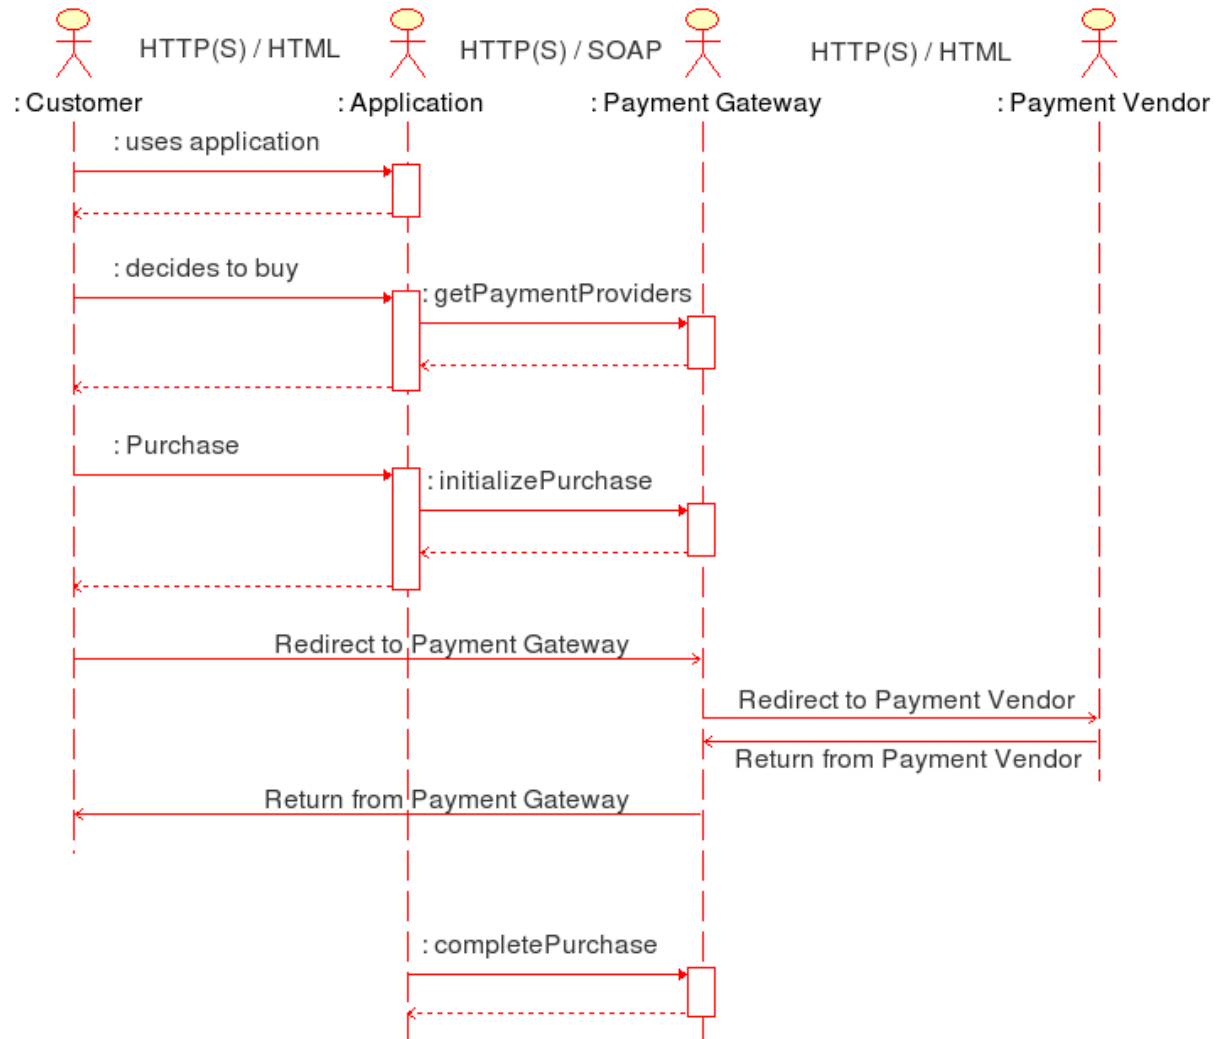 HTTP(S) / HTML
HTTP(S) / SOAP
HTTP(S) / HTML
: Customer
: Application
: Payment Gateway
: Payment Vendor
: uses application
: decides to buy
: getPaymentProviders
: Purchase
: initializePurchase
Redirect to Payment Gateway
Redirect to Payment Vendor
Return from Payment Vendor
Return from Payment Gateway
: completePurchase